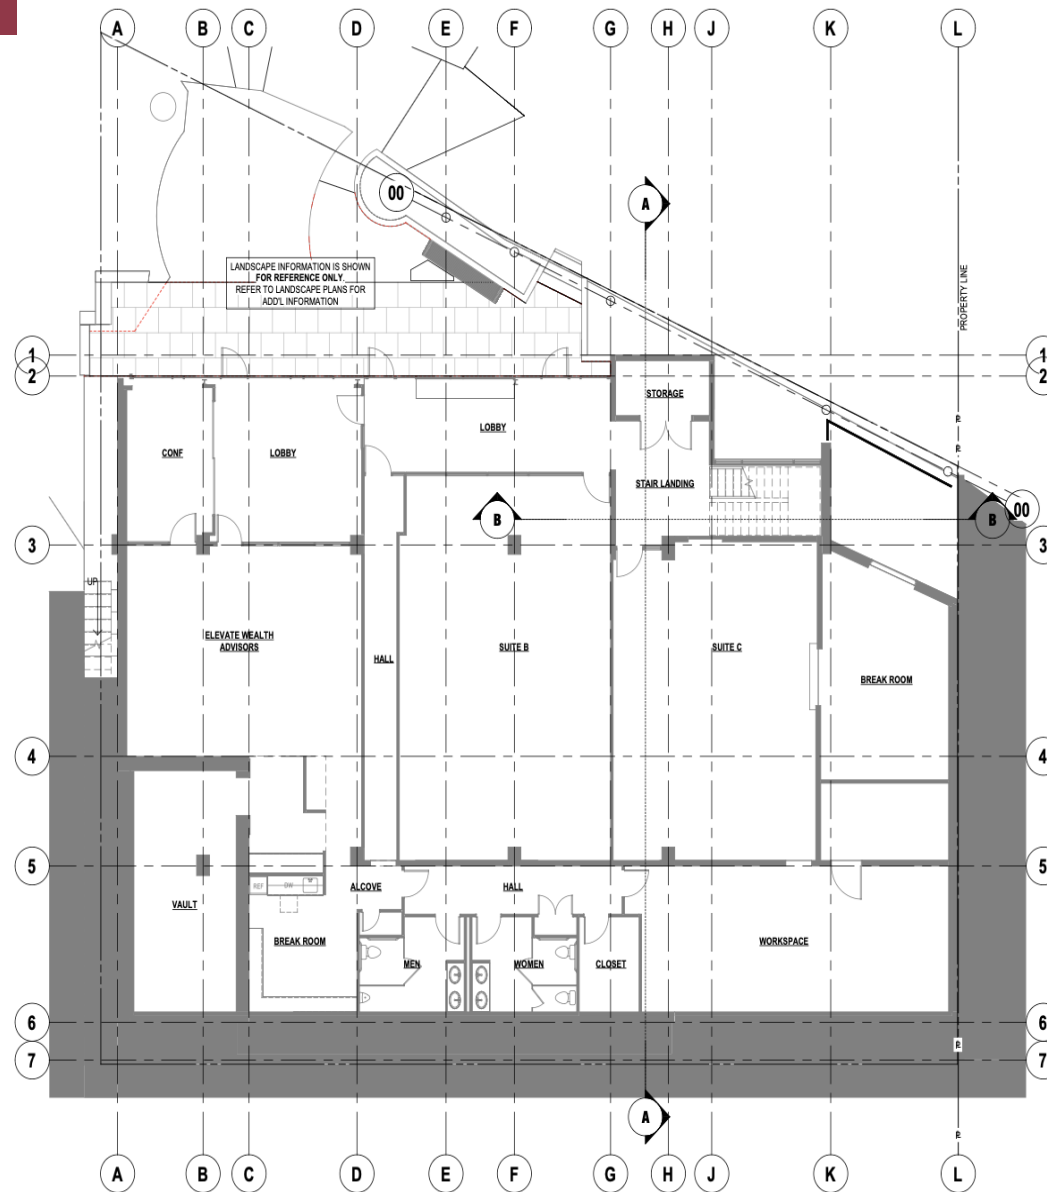 A B C D E F G H J K L
00
A
LANDSCAPE INFORMATION IS SHOWN
FOR REFERENCE ONLY.
REFER TO LANDSCAPE PLANS FOR
ADD'L INFORMATION
PROPERTY LINE
1 1
2 2
STORAGE
CONF
LOBBY
LOBBY
STAIR LANDING
B B
00
3 3
UP
ELEVATE WEALTH
ADVISORS
HALL
SUITE B
SUITE C
BREAK ROOM
4 4
5 5
REF
DW
ALCOVE
HALL
VAULT
BREAK ROOM
MEN
WOMEN
CLOSET
WORKSPACE
6 6
7 7
A
A B C D E F G H J K L